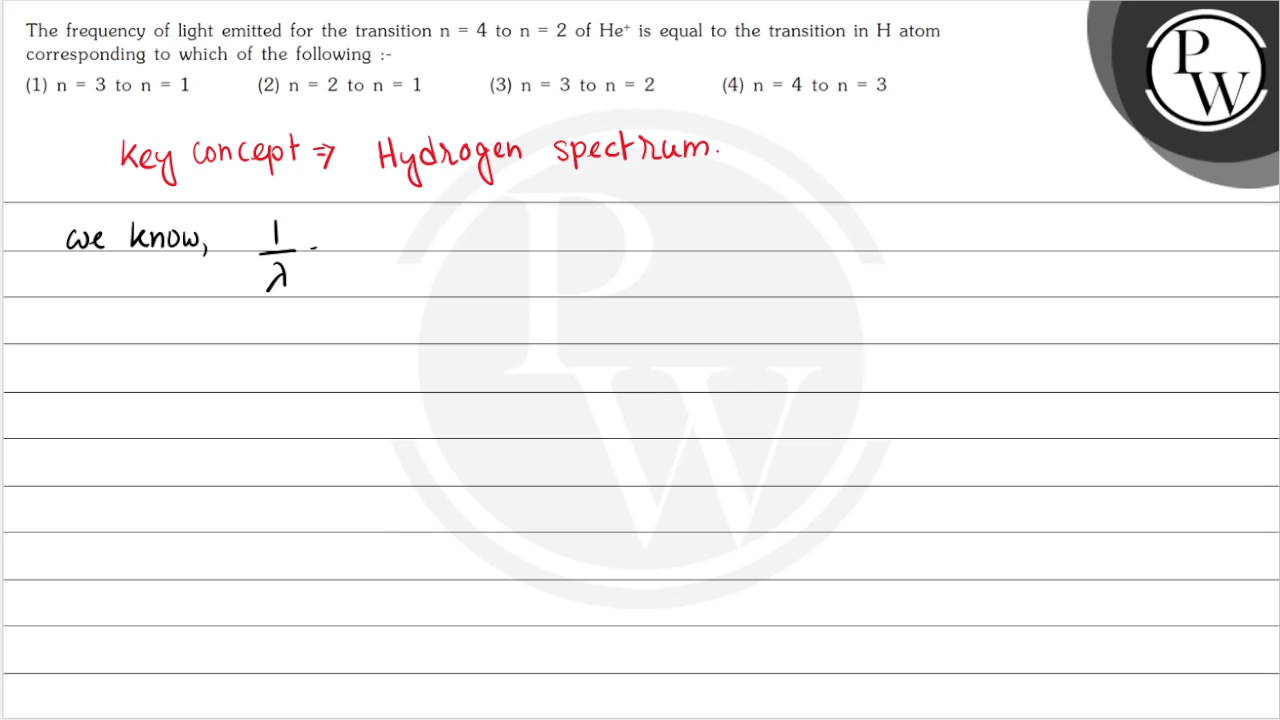 The frequency of light emitted for the transition n = 4 to n = 2 of He⁺ is equal to the transition in H atom
corresponding to which of the following :-
(1) n = 3 to n = 1 (2) n = 2 to n = 1 (3) n = 3 to n = 2 (4) n = 4 to n = 3
P
W
Key concept ⇒ Hydrogen spectrum.
we know, 1/λ -
P
W